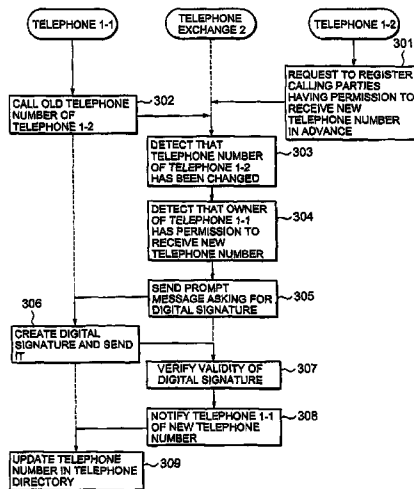 TELEPHONE 1-1
TELEPHONE
EXCHANGE 2
TELEPHONE 1-2
301
REQUEST TO REGISTER
CALLING PARTIES
HAVING PERMISSION TO
RECEIVE NEW
TELEPHONE NUMBER
IN ADVANCE
302
CALL OLD TELEPHONE
NUMBER OF
TELEPHONE 1-2
303
DETECT THAT
TELEPHONE NUMBER
OF TELEPHONE 1-2
HAS BEEN CHANGED
304
DETECT THAT OWNER
OF TELEPHONE 1-1
HAS PERMISSION TO
RECEIVE NEW
TELEPHONE NUMBER
305
SEND PROMPT
MESSAGE ASKING FOR
DIGITAL SIGNATURE
306
CREATE DIGITAL
SIGNATURE AND SEND
IT
307
VERIFY VALIDITY OF
DIGITAL SIGNATURE
308
NOTIFY TELEPHONE 1-1
OF NEW TELEPHONE
NUMBER
UPDATE TELEPHONE
NUMBER IN TELEPHONE
DIRECTORY
309